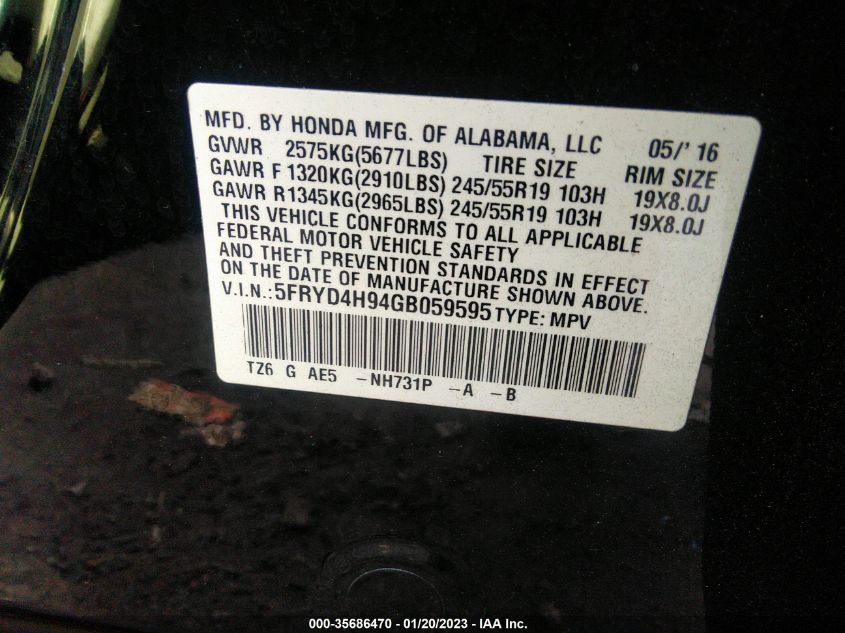 MFD. BY HONDA MFG. OF ALABAMA, LLC 05/' 16
GVWR 2575KG(5677LBS) TIRE SIZE RIM SIZE
GAWR F 1320KG(2910LBS) 245/55R19 103H 19X8.0J
GAWR R1345KG(2965LBS) 245/55R19 103H 19X8.0J
THIS VEHICLE CONFORMS TO ALL APPLICABLE
FEDERAL MOTOR VEHICLE SAFETY
AND THEFT PREVENTION STANDARDS IN EFFECT
ON THE DATE OF MANUFACTURE SHOWN ABOVE.
V.I.N.:5FRYD4H94GB059595 TYPE: MPV
TZ6 G AE5 -NH731P -A -B
000-35686470 - 01/20/2023 - IAA Inc.